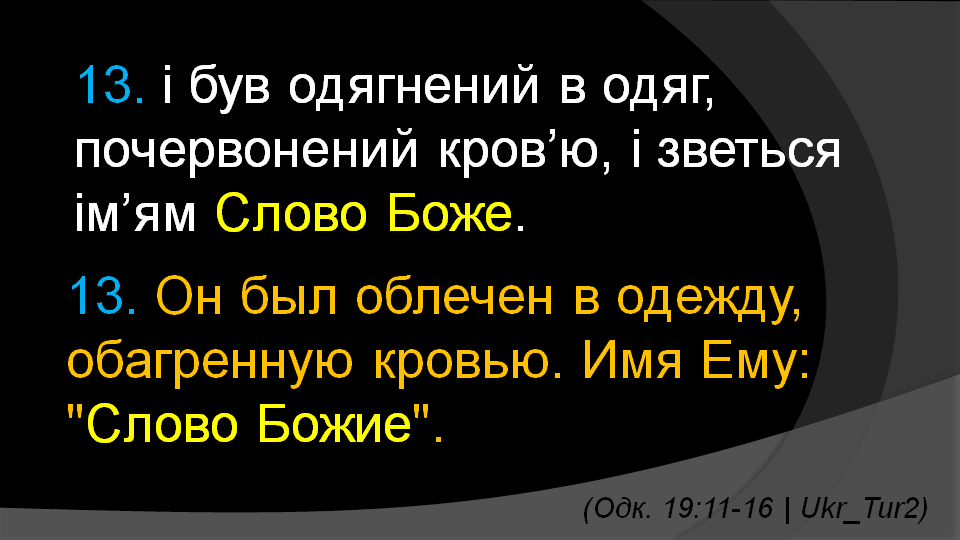 13. і був одягнений в одяг,
почервонений кров’ю, і зветься
ім’ям Слово Боже.
13. Он был облечен в одежду,
обагренную кровью. Имя Ему:
"Слово Божие".
(Одк. 19:11-16 | Ukr_Tur2)